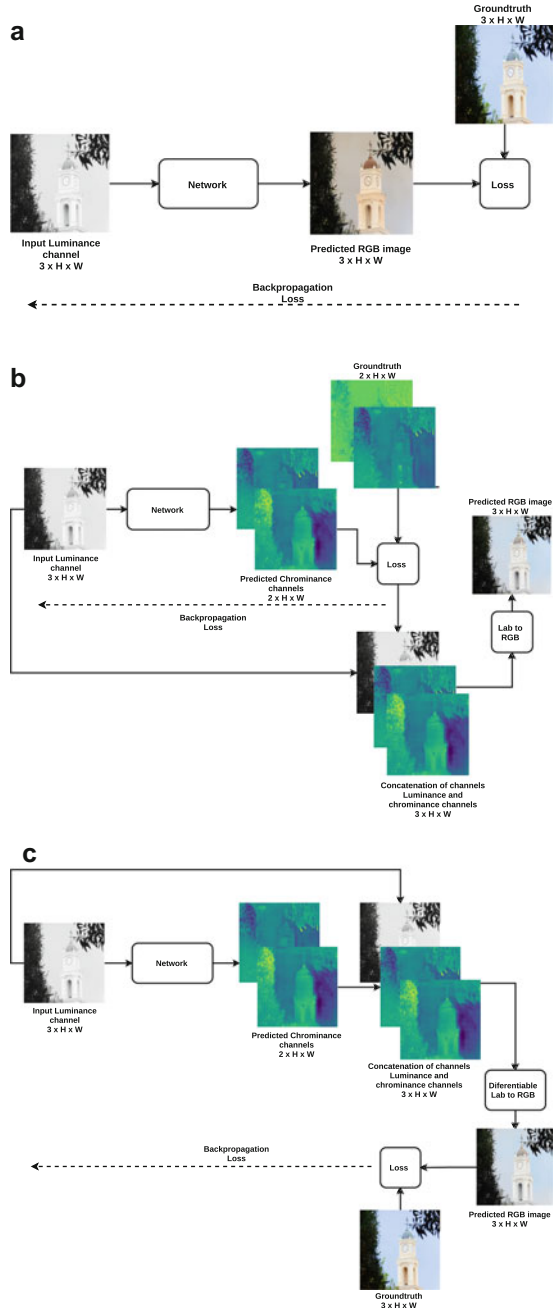 a
Groundtruth
3 x H x W
Network
Loss
Input Luminance
channel
3 x H x W
Predicted RGB image
3 x H x W
Backpropagation
Loss
b
Groundtruth
2 x H x W
Predicted RGB image
3 x H x W
Network
Input Luminance
channel
3 x H x W
Loss
Predicted Chrominance
channels
2 x H x W
Backpropagation
Loss
Lab to
RGB
Concatenation of channels
Luminance and
chrominance channels
3 x H x W
c
Network
Input Luminance
channel
3 x H x W
Predicted Chrominance
channels
2 x H x W
Concatenation of channels
Luminance and
chrominance channels
3 x H x W
Diferentiable
Lab to RGB
Backpropagation
Loss
Loss
Predicted RGB image
3 x H x W
Groundtruth
3 x H x W